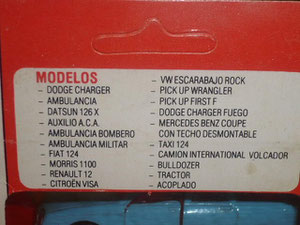 MODELOS
- DODGE CHARGER
- AMBULANCIA
- DATSUN 126 X
- AUXILIO A.C.A.
- AMBULANCIA BOMBERO
- AMBULANCIA MILITAR
- FIAT 124
- MORRIS 1100
- RENAULT 12
- CITROËN VISA
- VW ESCARABAJO ROCK
- PICK UP WRANGLER
- PICK UP FIRST F
- DODGE CHARGER FUEGO
- MERCEDES BENZ COUPE
CON TECHO DESMONTABLE
- TAXI 124
- CAMION INTERNATIONAL VOLCADOR
- BULLDOZER
- TRACTOR
- ACOPLADO